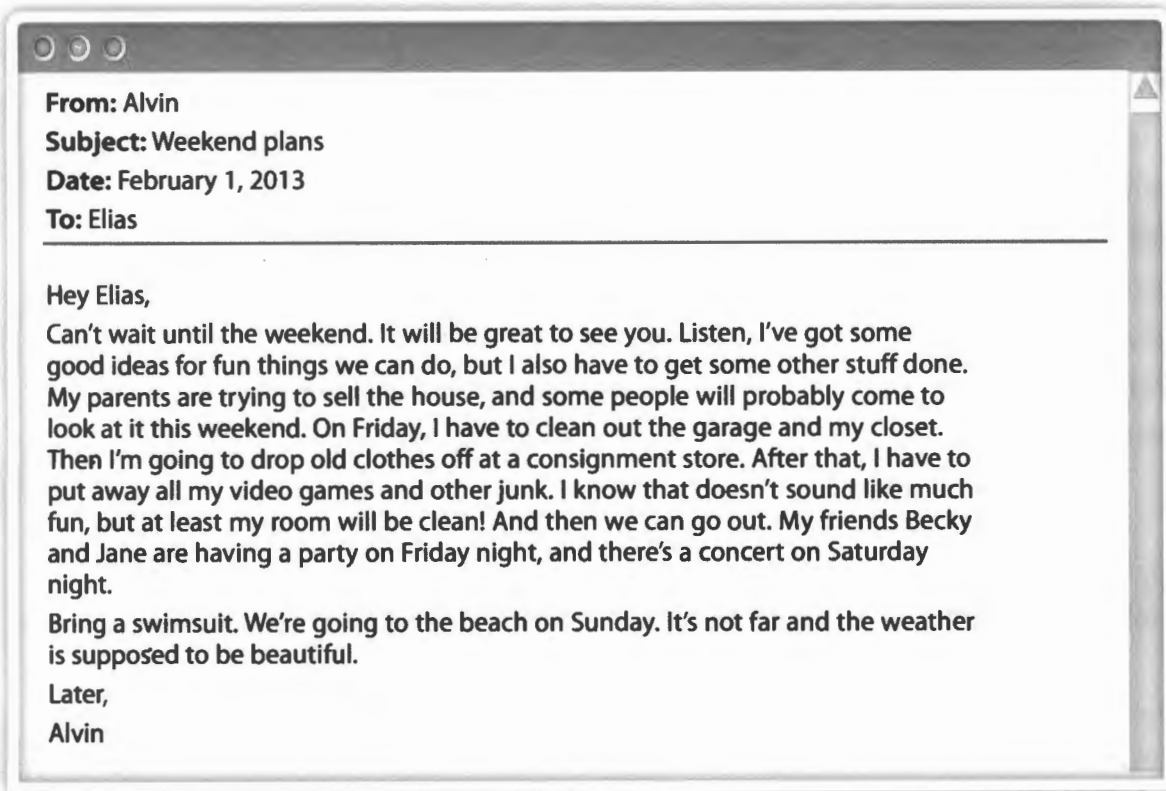 From: Alvin
Subject: Weekend plans
Date: February 1, 2013
To: Elias
Hey Elias,
Can't wait until the weekend. It will be great to see you. Listen, I've got some
good ideas for fun things we can do, but I also have to get some other stuff done.
My parents are trying to sell the house, and some people will probably come to
look at it this weekend. On Friday, I have to clean out the garage and my closet.
Then I'm going to drop old clothes off at a consignment store. After that, I have to
put away all my video games and other junk. I know that doesn't sound like much
fun, but at least my room will be clean! And then we can go out. My friends Becky
and Jane are having a party on Friday night, and there's a concert on Saturday
night.
Bring a swimsuit. We're going to the beach on Sunday. It's not far and the weather
is supposed to be beautiful.
Later,
Alvin